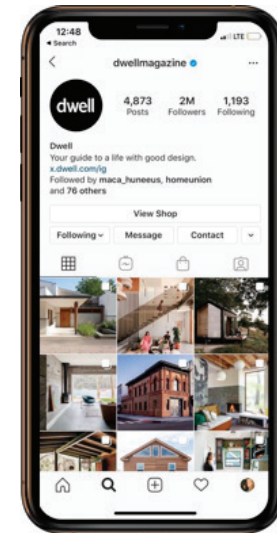 12:48
Search
LTE
dwellmagazine
dwell
4,873 2M 1,193
Posts Followers Following
Dwell
Your guide to a life with good design.
x.dwell.com/ig
Followed by maca_huneeus, homeunion
and 76 others
View Shop
Following Message Contact